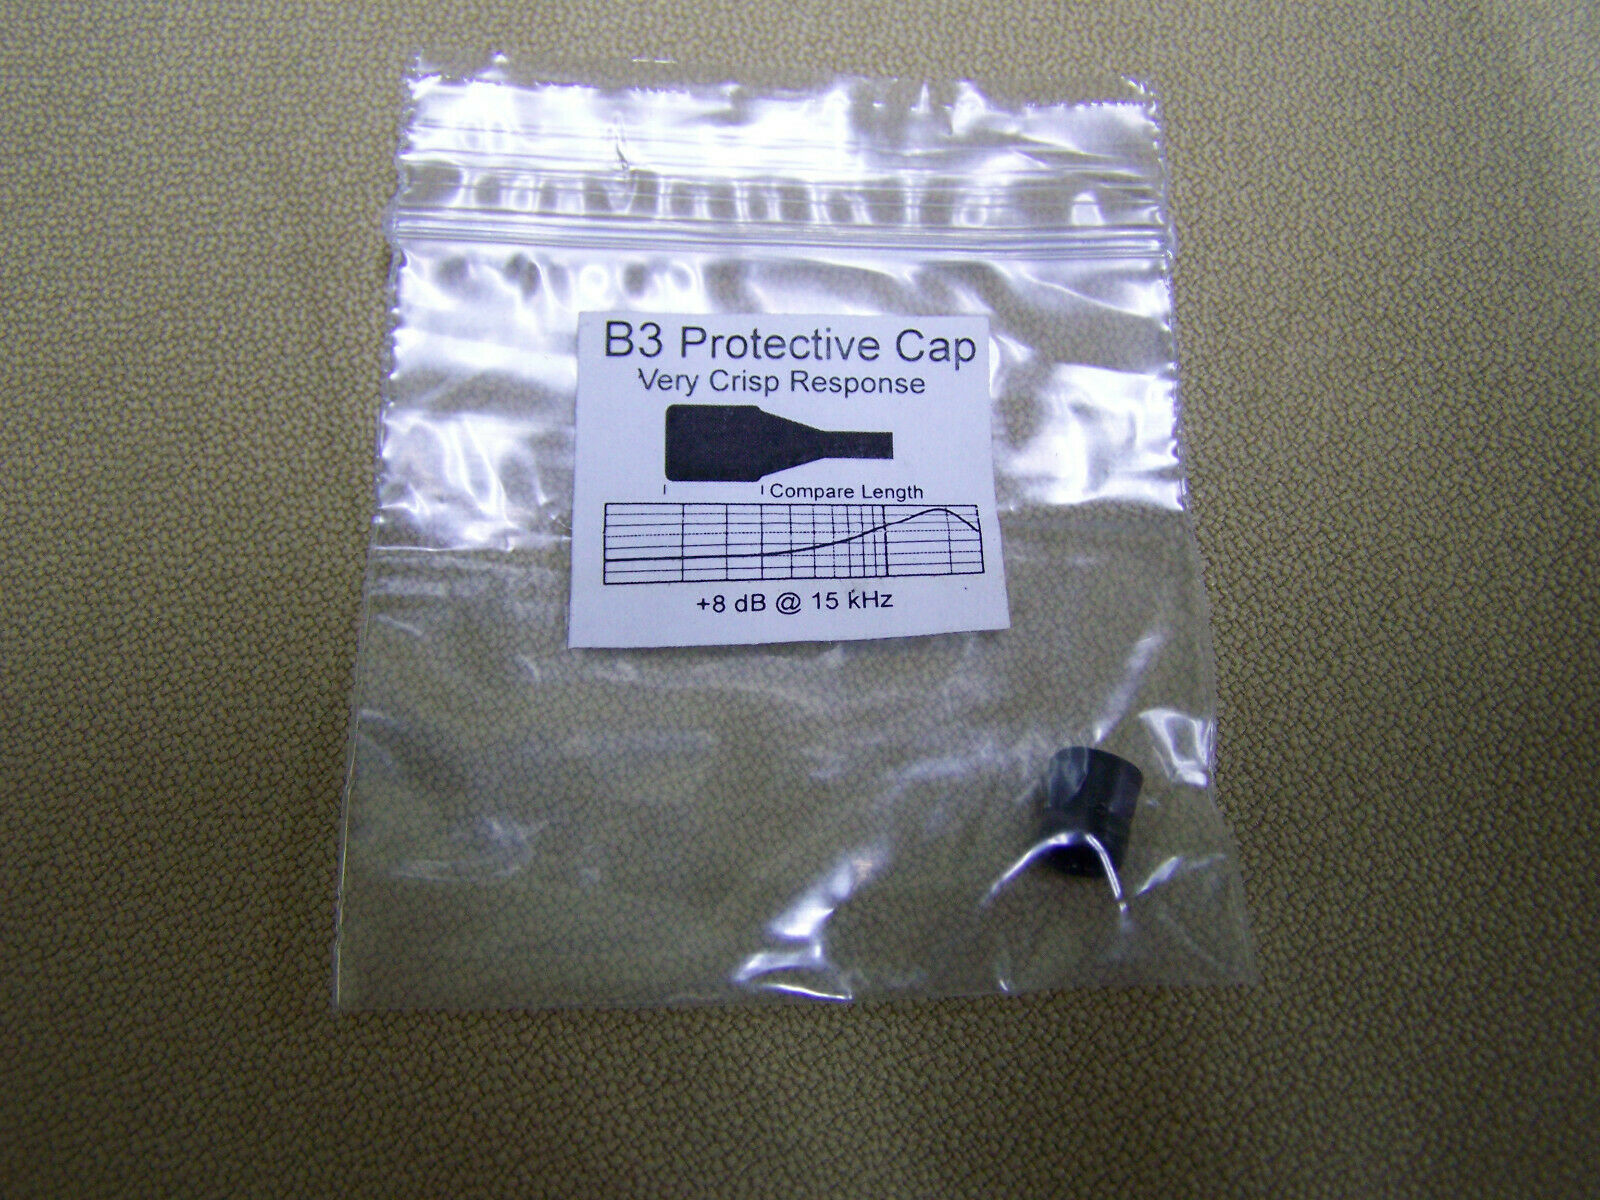 B3 Protective Cap
Very Crisp Response
Compare Length
+8 dB @ 15 kHz